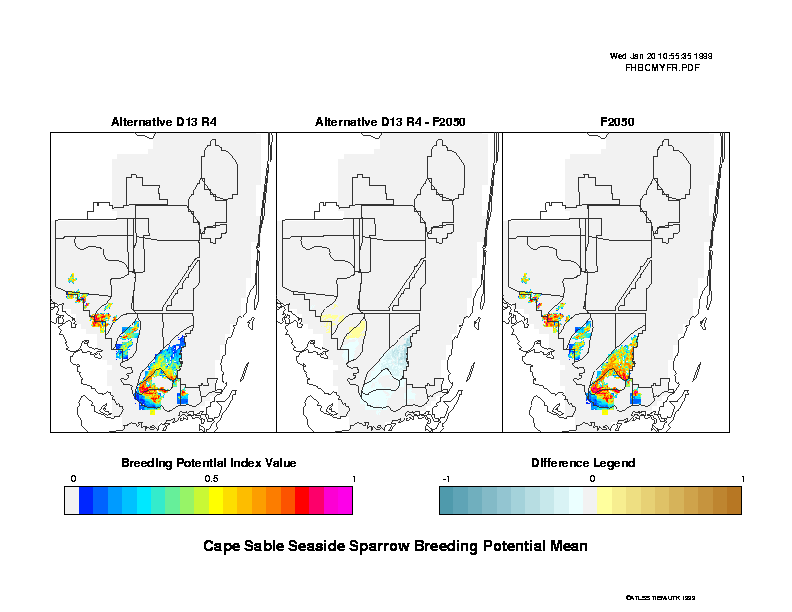 Wed Jan 20 10:55:35 1999
FHBCMYFR.PDF
Alternative D13 R4
Alternative D13 R4 - F2050
F2050
Breeding Potential Index Value
Difference Legend
0 0.5 1
-1 0 1
Cape Sable Seaside Sparrow Breeding Potential Mean